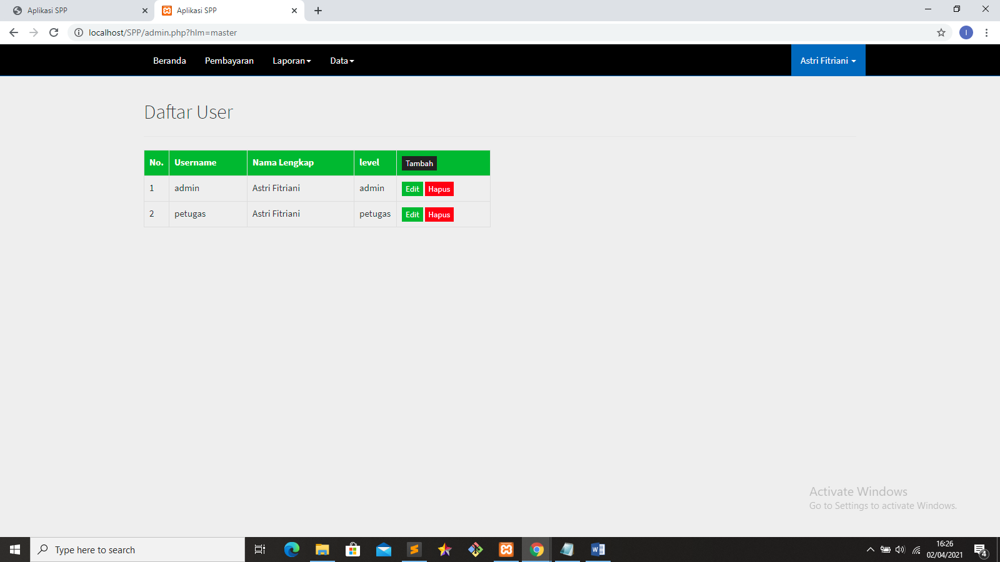 Aplikasi SPP
Aplikasi SPP
localhost/SPP/admin.php?hlm=master
I
Beranda Pembayaran Laporan Data Astri Fitriani
Daftar User
No. Username Nama Lengkap level Tambah
1 admin Astri Fitriani admin Edit Hapus
2 petugas Astri Fitriani petugas Edit Hapus
Activate Windows
Go to Settings to activate Windows.
Type here to search
16:26
02/04/2021
4